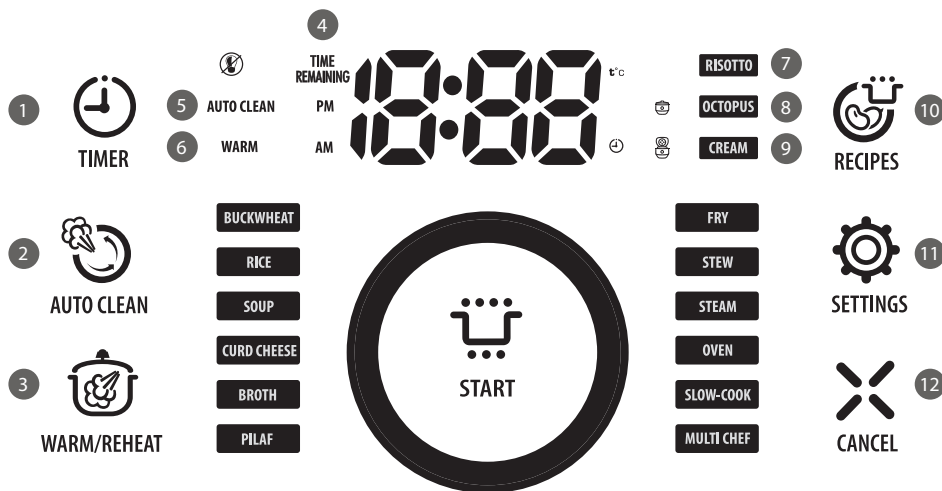 4
TIME
REMAINING
18:88
t°c
RISOTTO
7
1
TIMER
5
AUTO CLEAN
PM
OCTOPUS
8
10
RECIPES
6
WARM
AM
CREAM
9
BUCKWHEAT
FRY
2
AUTO CLEAN
RICE
STEW
11
SETTINGS
SOUP
STEAM
CURD CHEESE
OVEN
3
WARM/REHEAT
BROTH
START
SLOW-COOK
12
CANCEL
PILAF
MULTI CHEF